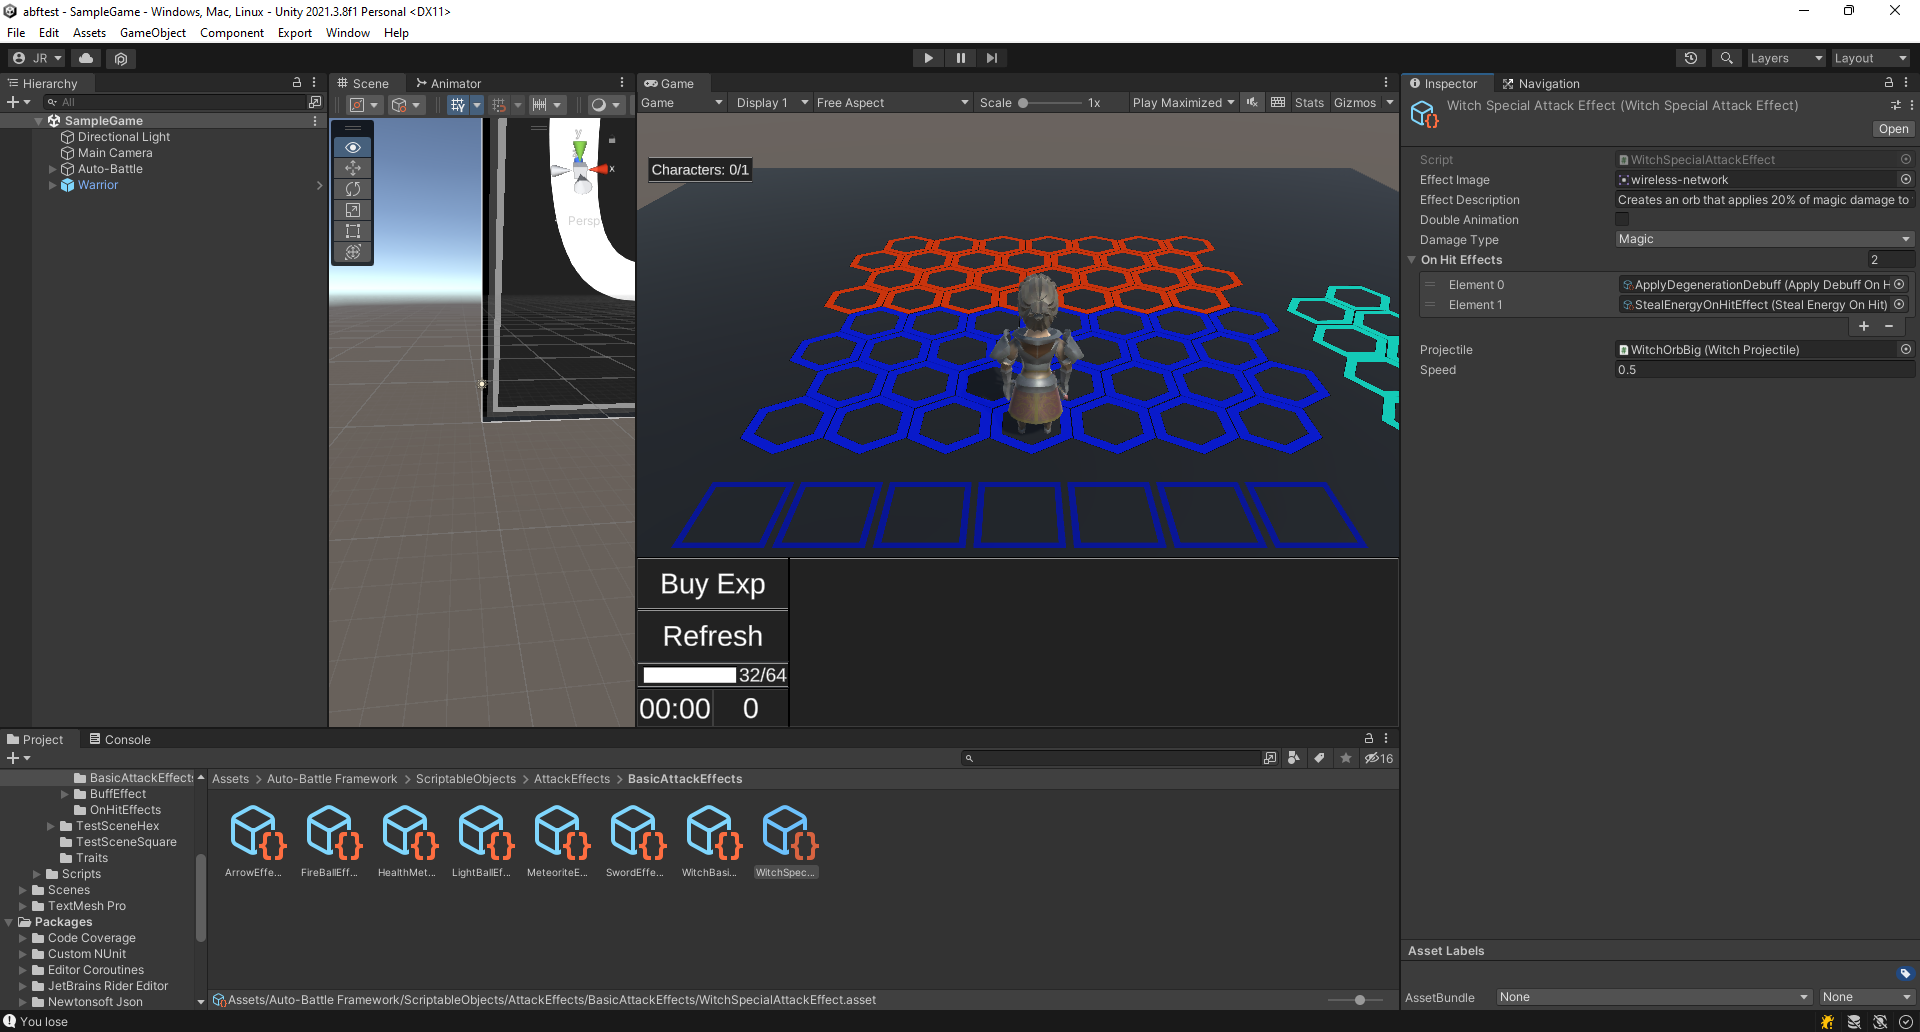 abftest - SampleGame - Windows, Mac, Linux - Unity 2021.3.8f1 Personal <DX11>
File Edit Assets GameObject Component Export Window Help
JR Layers Layout
Hierarchy
All
SampleGame
Directional Light
Main Camera
Auto-Battle
Warrior
Scene Animator
y
x
Persp
Game
Game Display 1 Free Aspect Scale 1x Play Maximized Stats Gizmos
Characters: 0/1
Buy Exp
Refresh
32/64
00:00 0
Inspector Navigation
Witch Special Attack Effect (Witch Special Attack Effect)
Open
Script WitchSpecialAttackEffect
Effect Image wireless-network
Effect Description Creates an orb that applies 20% of magic damage to
Double Animation
Damage Type Magic
On Hit Effects 2
Element 0 ApplyDegenerationDebuff (Apply Debuff On H
Element 1 StealEnergyOnHitEffect (Steal Energy On Hit)
Projectile WitchOrbBig (Witch Projectile)
Speed 0.5
Asset Labels
AssetBundle None None
Project Console
16
BasicAttackEffects
BuffEffect
OnHitEffects
TestSceneHex
TestSceneSquare
Traits
Scripts
Scenes
TextMesh Pro
Packages
Code Coverage
Custom NUnit
Editor Coroutines
JetBrains Rider Editor
Newtonsoft Json
Assets > Auto-Battle Framework > ScriptableObjects > AttackEffects > BasicAttackEffects
ArrowEffe... FireBallEff... HealthMet... LightBallEf... MeteoriteE... SwordEffe... WitchBasi... WitchSpec...
Assets/Auto-Battle Framework/ScriptableObjects/AttackEffects/BasicAttackEffects/WitchSpecialAttackEffect.asset
You lose